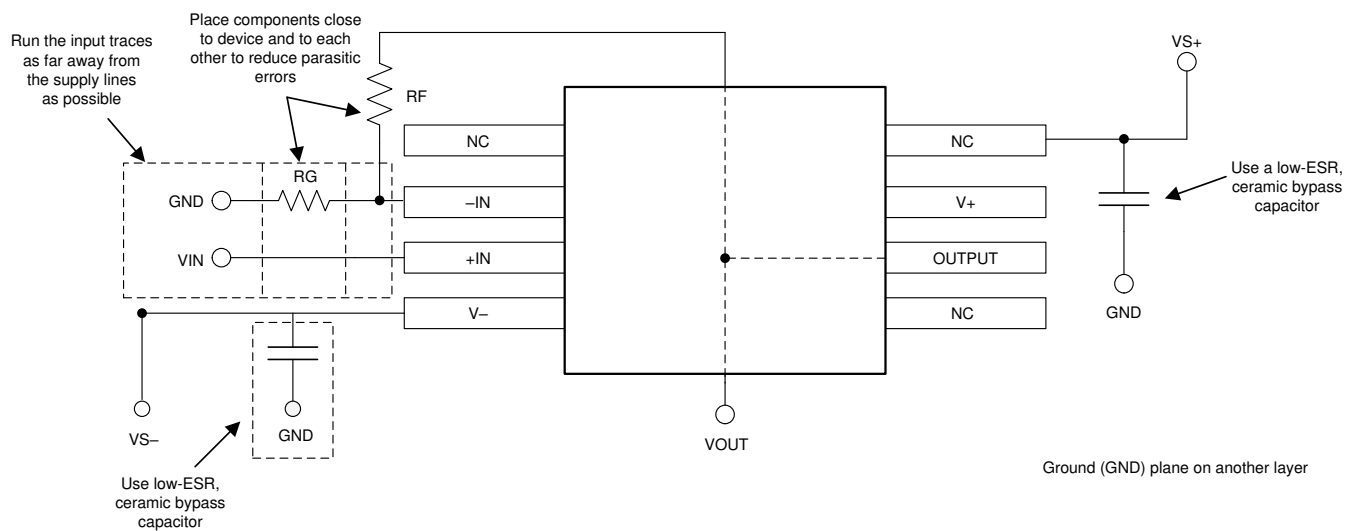 Place components close
to device and to each
other to reduce parasitic
errors
Run the input traces
as far away from
the supply lines
as possible
VS+
RF
NC
NC
Use a low-ESR,
ceramic bypass
capacitor
RG
GND
–IN
V+
VIN
+IN
OUTPUT
V–
NC
GND
VS–
GND
VOUT
Use low-ESR,
ceramic bypass
capacitor
Ground (GND) plane on another layer